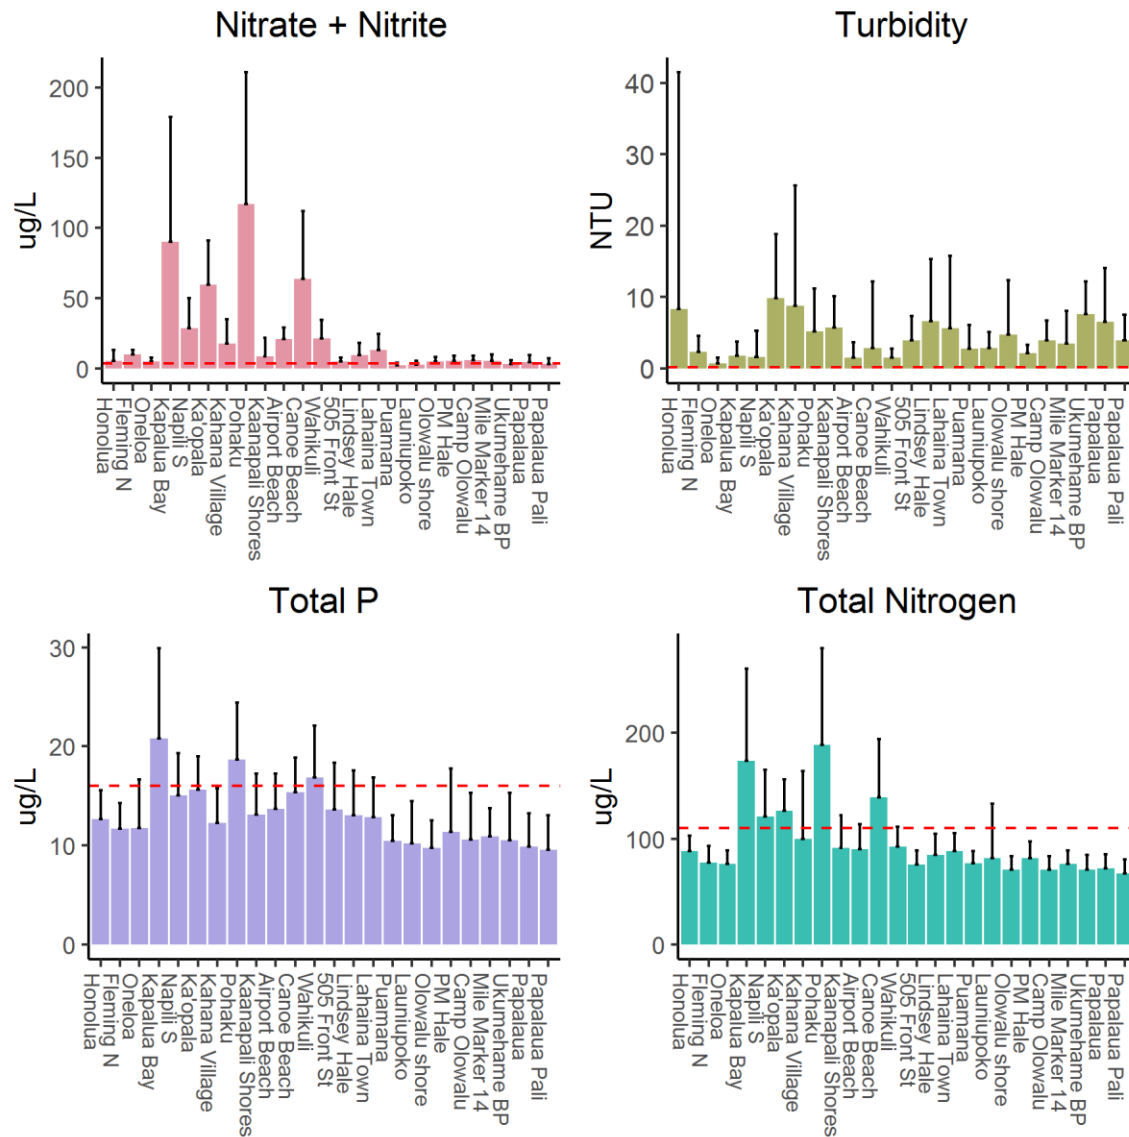 Nitrate + Nitrite
ug/L
200
150
100
50
0
Honolua
Fleming N
Oneloa
Kapalua Bay
Napili S
Ka'opala
Kahana Village
Pohaku
Kaanapali Shores
Airport Beach
Canoe Beach
Wahikuli
505 Front St
Lindsey Hale
Lahaina Town
Puamana
Launiupoko
Olowalu shore
PM Hale
Camp Olowalu
Mile Marker 14
Ukumehame BP
Papalaua
Papalaua Pali
Turbidity
NTU
40
30
20
10
0
Honolua
Fleming N
Oneloa
Kapalua Bay
Napili S
Ka'opala
Kahana Village
Pohaku
Kaanapali Shores
Airport Beach
Canoe Beach
Wahikuli
505 Front St
Lindsey Hale
Lahaina Town
Puamana
Launiupoko
Olowalu shore
PM Hale
Camp Olowalu
Mile Marker 14
Ukumehame BP
Papalaua
Papalaua Pali
Total P
ug/L
30
20
10
0
Honolua
Fleming N
Oneloa
Kapalua Bay
Napili S
Ka'opala
Kahana Village
Pohaku
Kaanapali Shores
Airport Beach
Canoe Beach
Wahikuli
505 Front St
Lindsey Hale
Lahaina Town
Puamana
Launiupoko
Olowalu shore
PM Hale
Camp Olowalu
Mile Marker 14
Ukumehame BP
Papalaua
Papalaua Pali
Total Nitrogen
ug/L
200
100
0
Honolua
Fleming N
Oneloa
Kapalua Bay
Napili S
Ka'opala
Kahana Village
Pohaku
Kaanapali Shores
Airport Beach
Canoe Beach
Wahikuli
505 Front St
Lindsey Hale
Lahaina Town
Puamana
Launiupoko
Olowalu shore
PM Hale
Camp Olowalu
Mile Marker 14
Ukumehame BP
Papalaua
Papalaua Pali